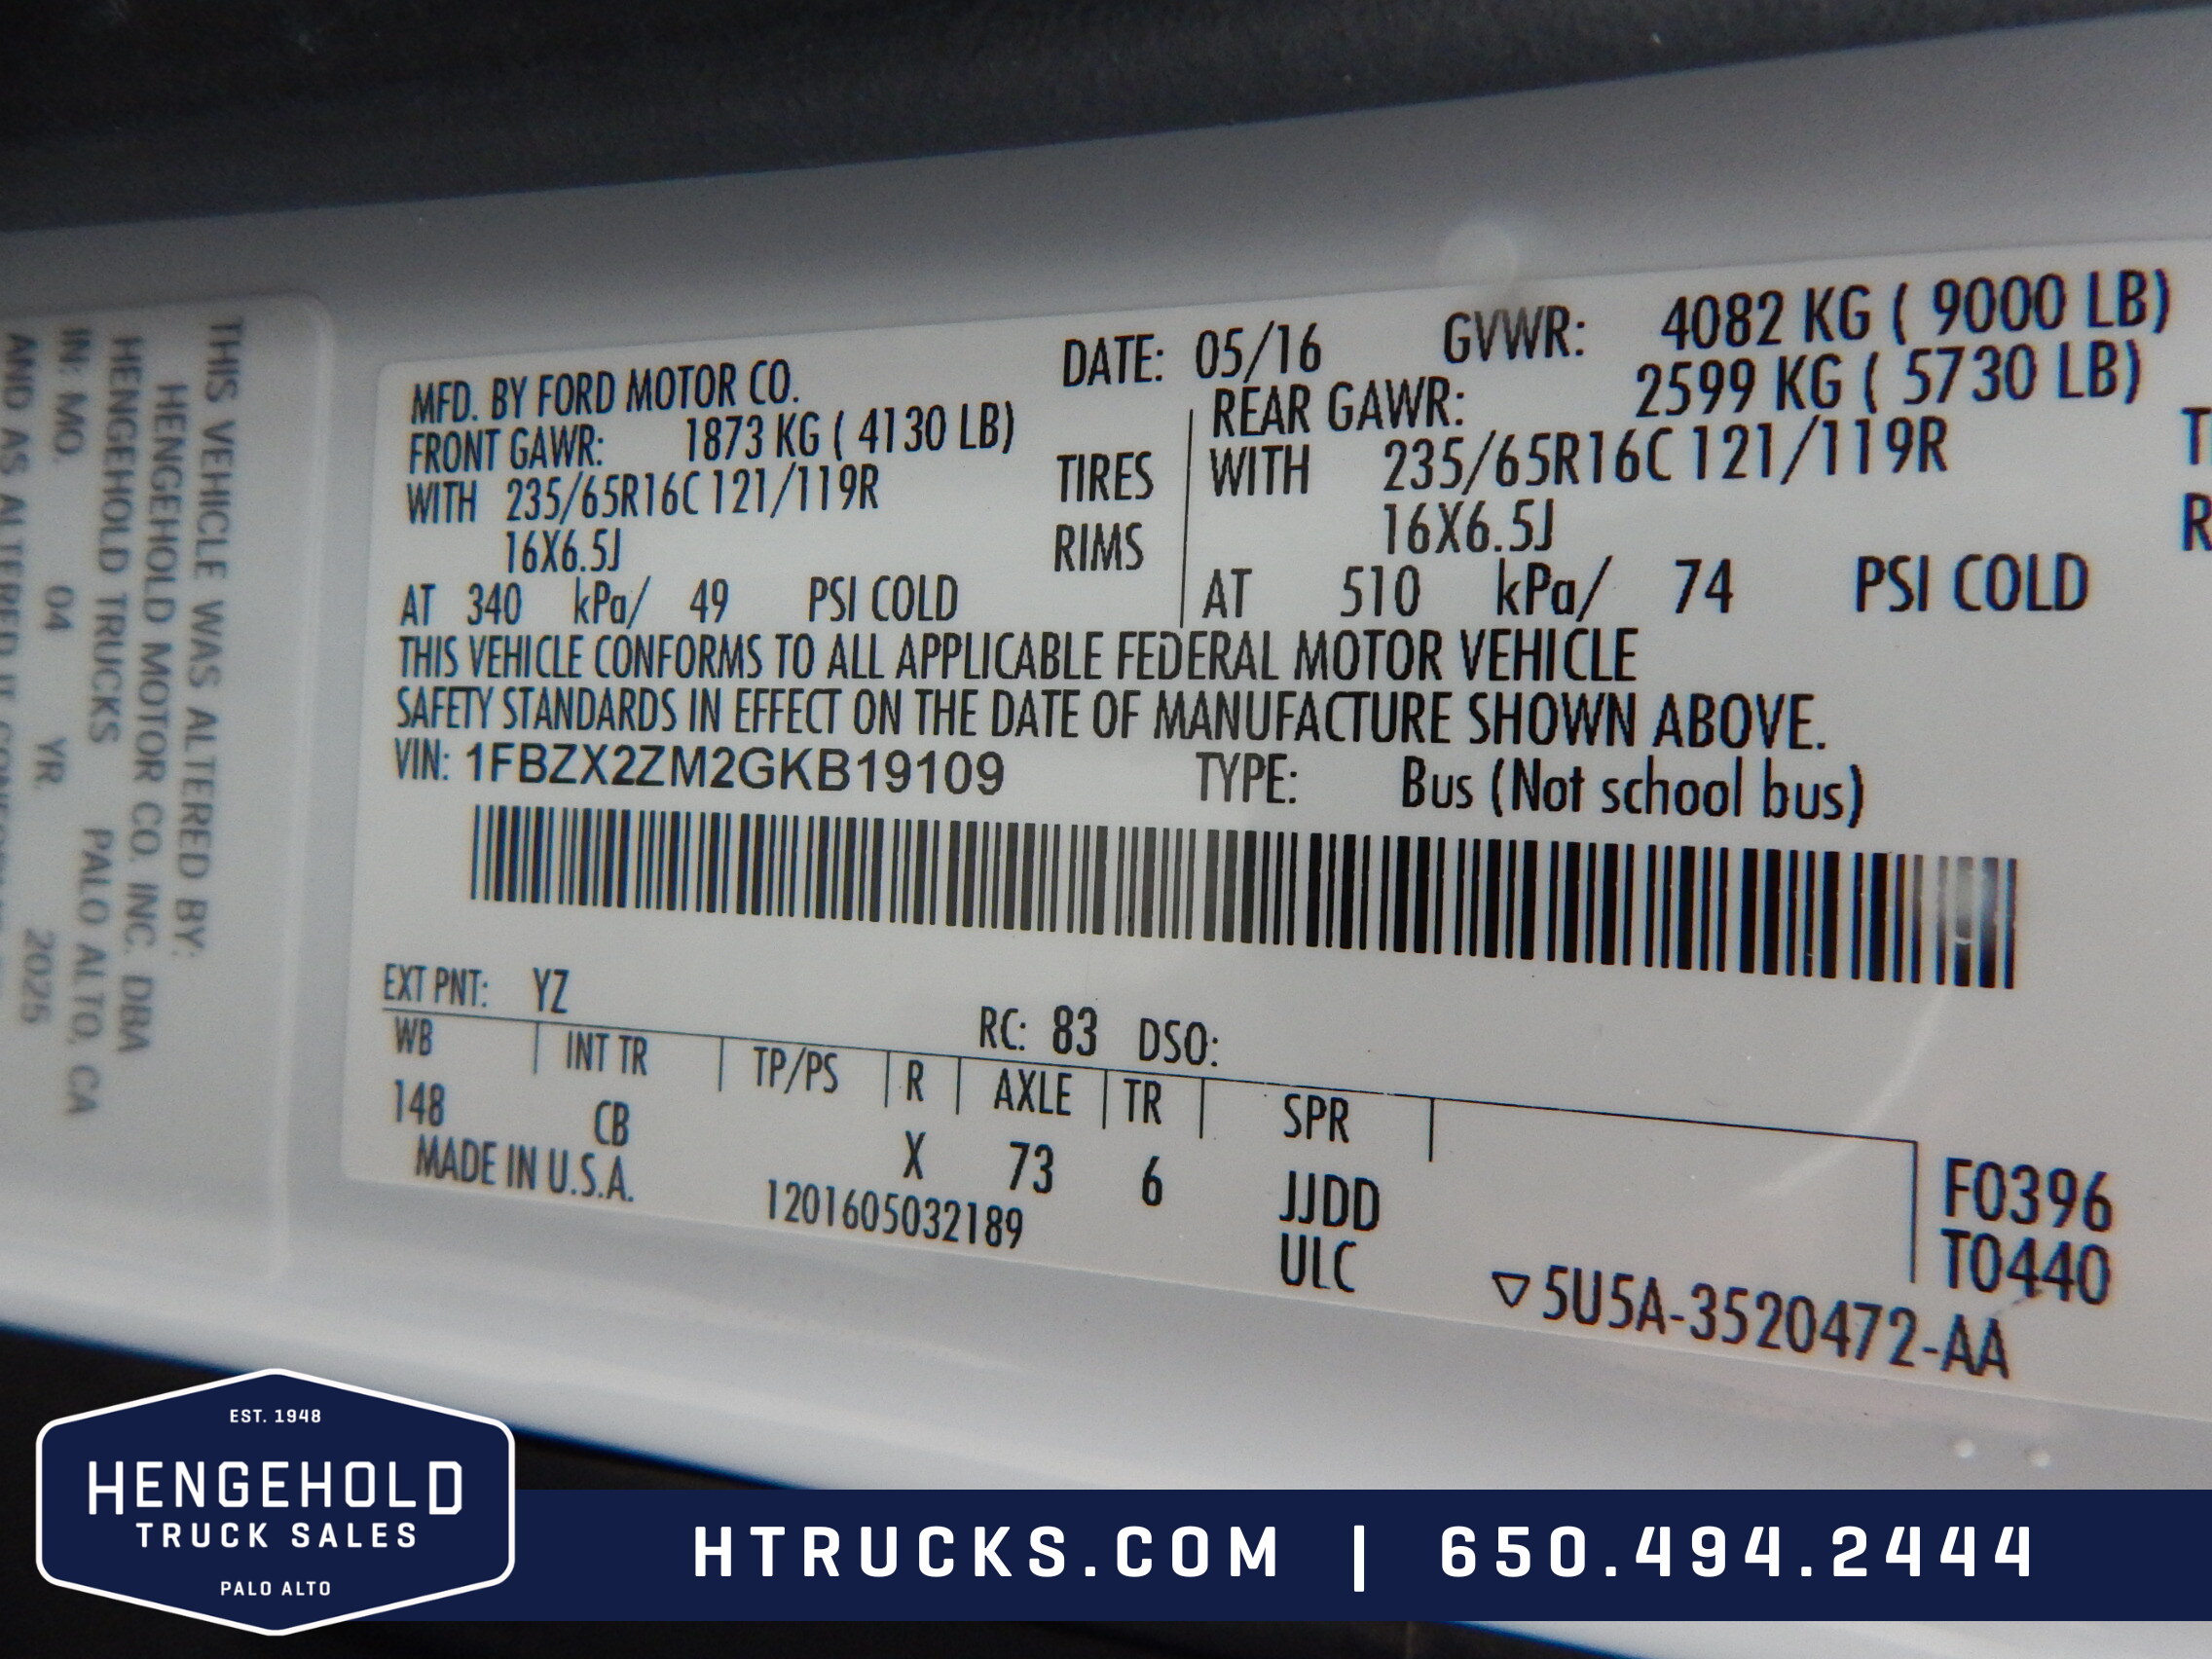 THIS VEHICLE WAS ALTERED BY:
HENGEHOLD MOTOR CO. INC. DBA
HENGEHOLD TRUCKS PALO ALTO, CA
IN: MO. 04 YR. 2025
AND AS ALTERED IT
MFD. BY FORD MOTOR CO. DATE: 05/16 GVWR: 4082 KG ( 9000 LB)
FRONT GAWR: 1873 KG ( 4130 LB) REAR GAWR: 2599 KG ( 5730 LB)
WITH 235/65R16C 121/119R TIRES WITH 235/65R16C 121/119R
16X6.5J RIMS 16X6.5J
AT 340 kPa/ 49 PSI COLD AT 510 kPa/ 74 PSI COLD
THIS VEHICLE CONFORMS TO ALL APPLICABLE FEDERAL MOTOR VEHICLE
SAFETY STANDARDS IN EFFECT ON THE DATE OF MANUFACTURE SHOWN ABOVE.
VIN: 1FBZX2ZM2GKB19109 TYPE: Bus (Not school bus)
EXT PNT: YZ RC: 83 DSO:
WB INT TR TP/PS R AXLE TR SPR
148 CB X 73 6 JJDD F0396
MADE IN U.S.A. 1201605032189 ULC T0440
5U5A-3520472-AA
EST. 1948
HENGEHOLD
TRUCK SALES
PALO ALTO
HTRUCKS.COM | 650.494.2444